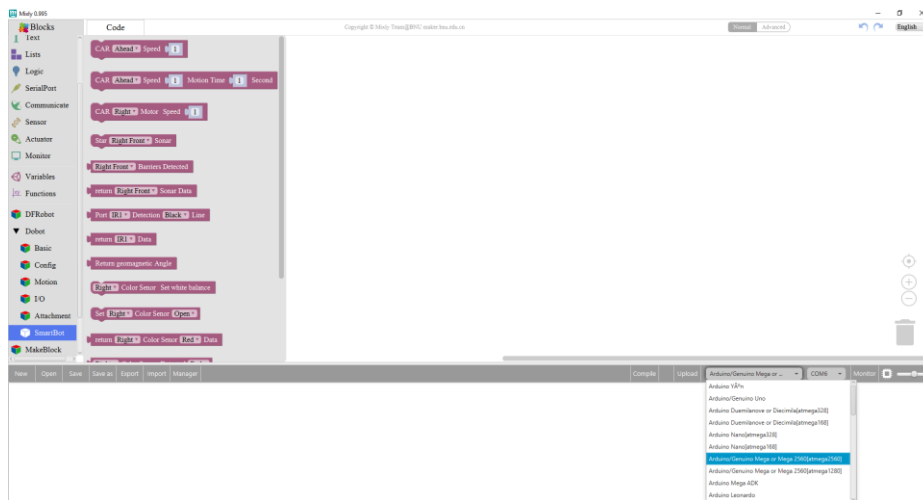 Mixly 0.995
Blocks
Code
Copyright © Mixly Team@BNU maker.bnu.edu.cn
Normal Advanced
English
Text
Lists
Logic
SerialPort
Communicate
Sensor
Actuator
Monitor
Variables
Functions
DFRobot
Dobot
Basic
Config
Motion
I/O
Attachment
SmartBot
MakeBlock
CAR Ahead Speed 1
CAR Ahead Speed 1 Motion Time 1 Second
CAR Right Motor Speed 1
Star Right Front Sonar
Right Front Barriers Detected
return Right Front Sonar Data
Port IR1 Detection Black Line
return IR1 Data
Return geomagnetic Angle
Right Color Senor Set white balance
Set Right Color Senor Open
return Right Color Senor Red Data
New Open Save Save as Export Import Manager
Compile Upload Arduino/Genuino Mega or ... COM6 Monitor
Arduino YÃºn
Arduino/Genuino Uno
Arduino Duemilanove or Diecimila[atmega328]
Arduino Duemilanove or Diecimila[atmega168]
Arduino Nano[atmega328]
Arduino Nano[atmega168]
Arduino/Genuino Mega or Mega 2560[atmega2560]
Arduino/Genuino Mega or Mega 2560[atmega1280]
Arduino Mega ADK
Arduino Leonardo